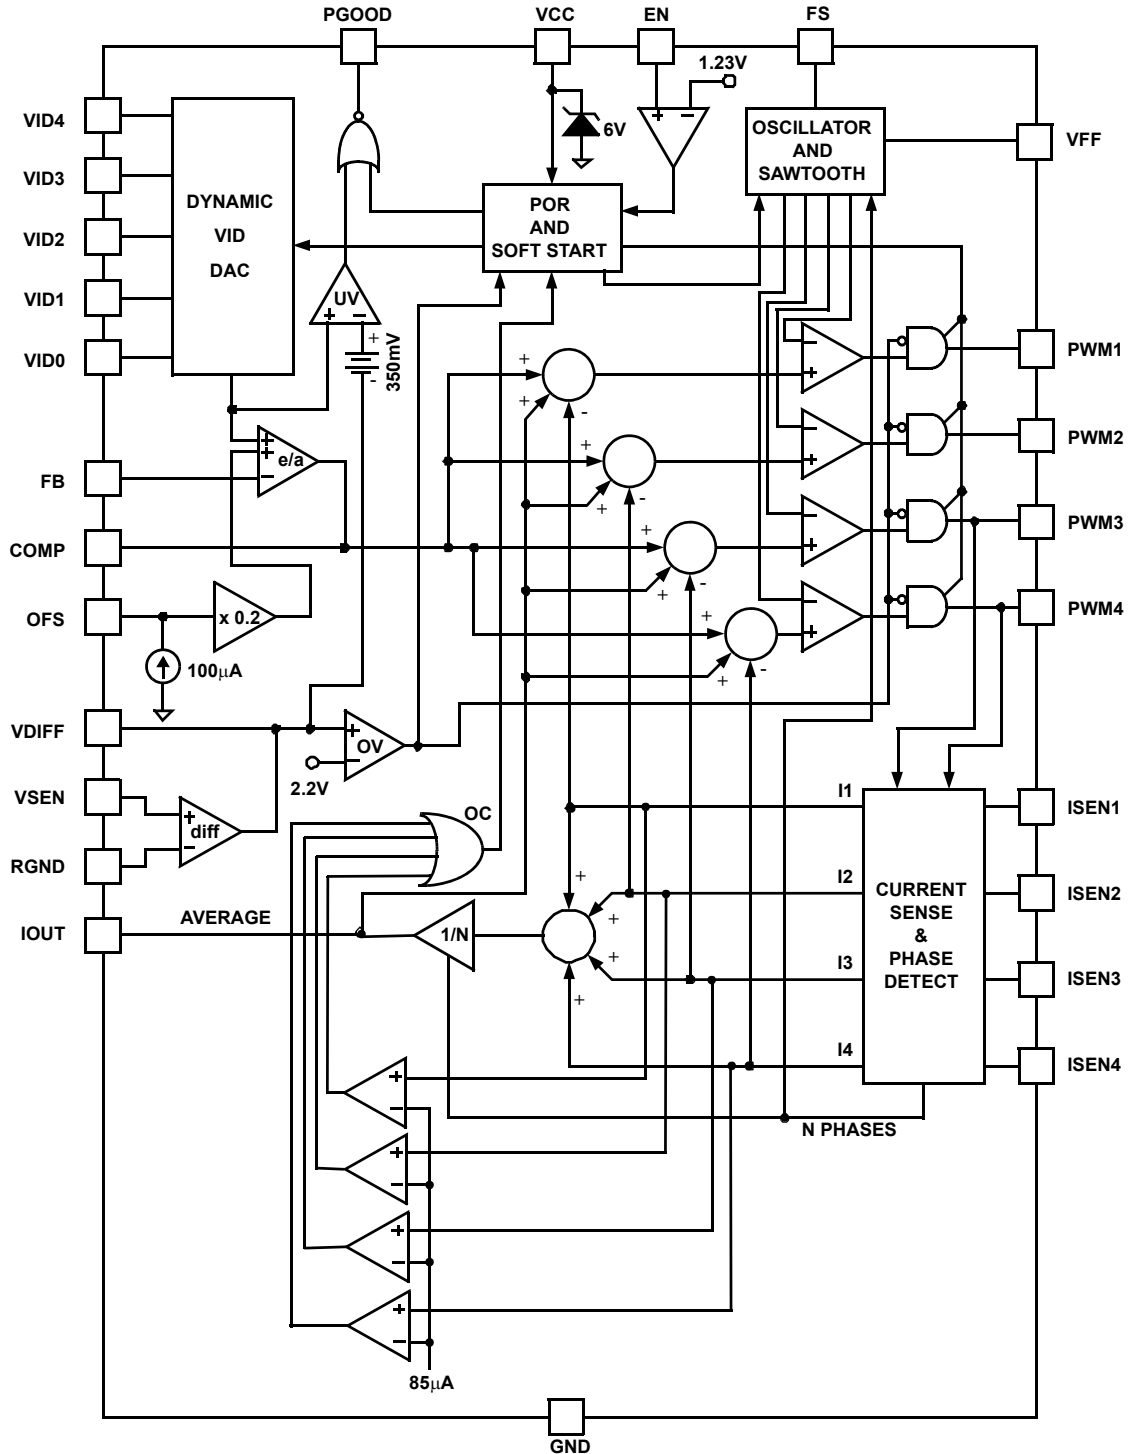 PGOOD
VCC
EN
FS
1.23V
VID4
VID3
VID2
VID1
VID0
DYNAMIC
VID
DAC
6V
+
−
OSCILLATOR
AND
SAWTOOTH
VFF
POR
AND
SOFT START
UV
+
−
+
-
350mV
+
+
-
−
+
PWM1
FB
+
+
−
e/a
+
+
-
−
+
PWM2
COMP
+
+
-
−
+
PWM3
OFS
x 0.2
100μA
+
+
-
−
+
PWM4
VDIFF
+
−
OV
2.2V
VSEN
+
−
diff
RGND
OC
I1
ISEN1
IOUT
AVERAGE
1/N
+
+
+
+
I2
I3
I4
CURRENT
SENSE
&
PHASE
DETECT
ISEN2
ISEN3
ISEN4
N PHASES
+
−
+
−
+
−
+
−
85μA
GND